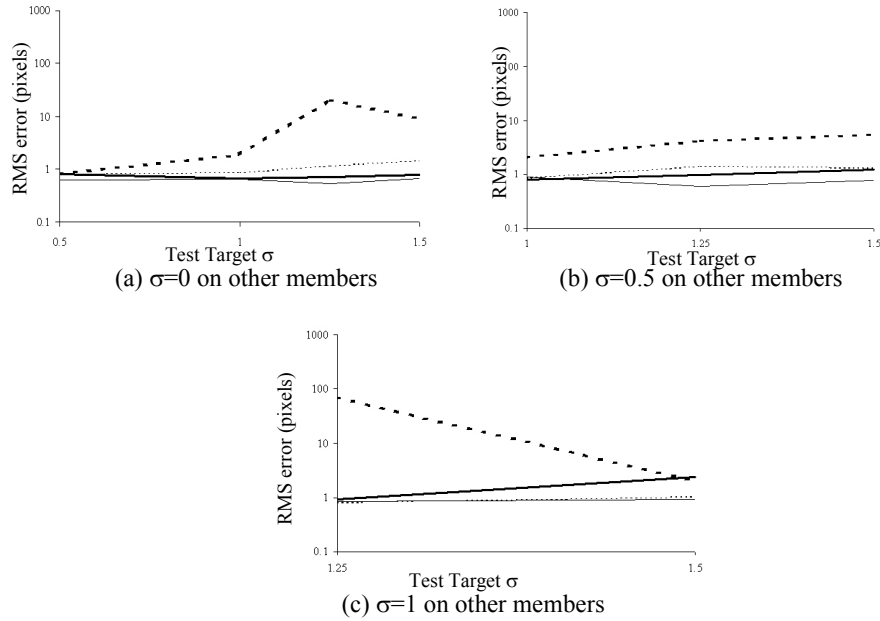 1000
100
10
1
0.1
RMS error (pixels)
0.5
1
1.5
Test Target σ
(a) σ=0 on other members
1000
100
10
1
0.1
RMS error (pixels)
1
1.25
1.5
Test Target σ
(b) σ=0.5 on other members
1000
100
10
1
0.1
RMS error (pixels)
1.25
1.5
Test Target σ
(c) σ=1 on other members